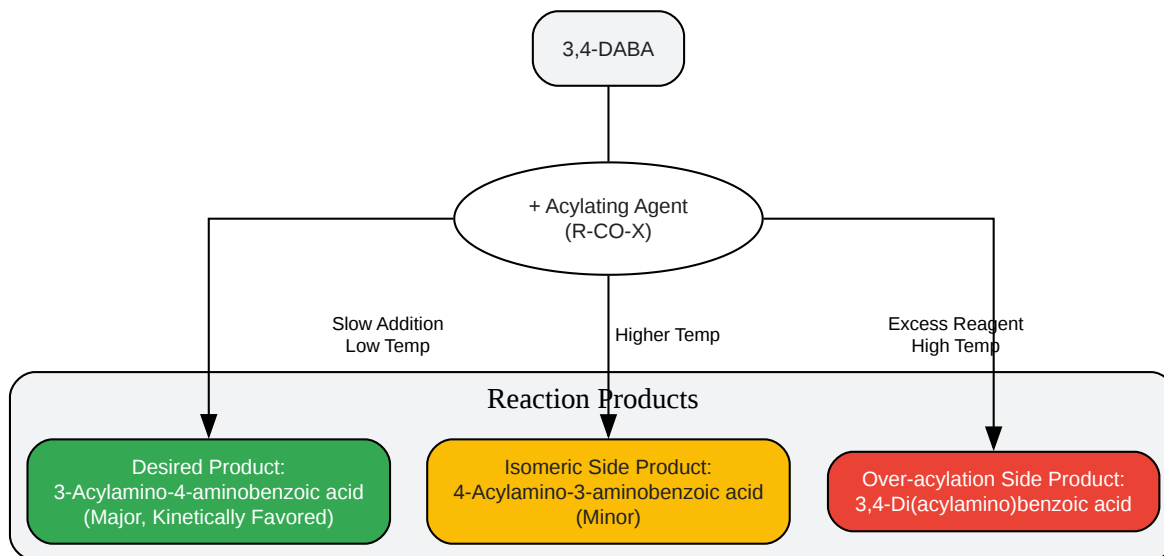 3,4-DABA
+ Acylating Agent
(R-CO-X)
Slow Addition
Low Temp
Higher Temp
Excess Reagent
High Temp
Reaction Products
Desired Product:
3-Acylamino-4-aminobenzoic acid
(Major, Kinetically Favored)
Isomeric Side Product:
4-Acylamino-3-aminobenzoic acid
(Minor)
Over-acylation Side Product:
3,4-Di(acylamino)benzoic acid